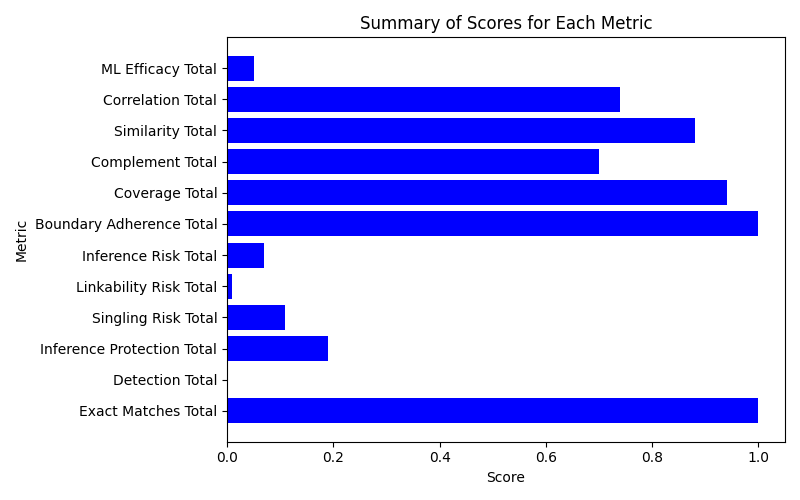 Summary of Scores for Each Metric
ML Efficacy Total
Correlation Total
Similarity Total
Complement Total
Coverage Total
Boundary Adherence Total
Inference Risk Total
Linkability Risk Total
Singling Risk Total
Inference Protection Total
Detection Total
Exact Matches Total
Metric
0.0 0.2 0.4 0.6 0.8 1.0
Score